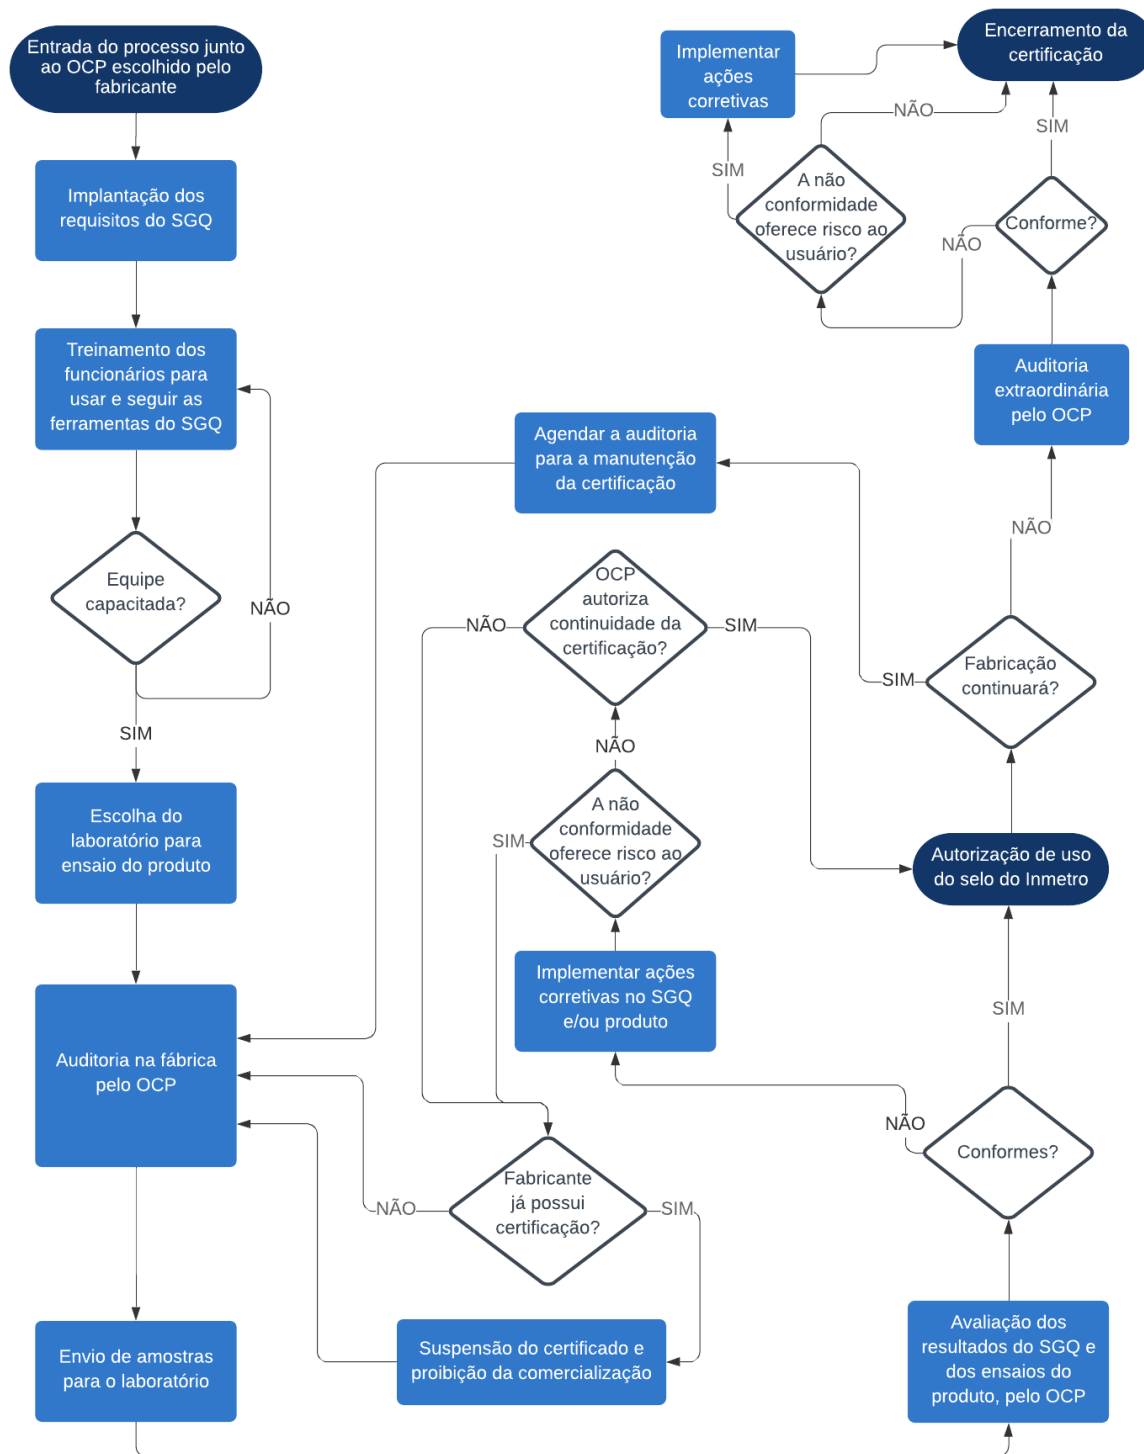 Entrada do processo junto
ao OCP escolhido pelo
fabricante
Implantação dos
requisitos do SGQ
Treinamento dos
funcionários para
usar e seguir as
ferramentas do SGQ
Equipe
capacitada?
NÃO
SIM
Escolha do
laboratório para
ensaio do produto
Auditoria na fábrica
pelo OCP
Envio de amostras
para o laboratório
Avaliação dos
resultados do SGQ e
dos ensaios do
produto, pelo OCP
Conformes?
NÃO
SIM
Implementar ações
corretivas no SGQ
e/ou produto
A não
conformidade
oferece risco ao
usuário?
SIM
NÃO
OCP
autoriza
continuidade da
certificação?
NÃO
SIM
Fabricante
já possui
certificação?
NÃO
SIM
Suspensão do certificado e
proibição da comercialização
Autorização de uso
do selo do Inmetro
Fabricação
continuará?
SIM
NÃO
Agendar a auditoria
para a manutenção
da certificação
Auditoria
extraordinária
pelo OCP
Conforme?
NÃO
SIM
A não
conformidade
oferece risco ao
usuário?
SIM
NÃO
Implementar
ações
corretivas
Encerramento da
certificação